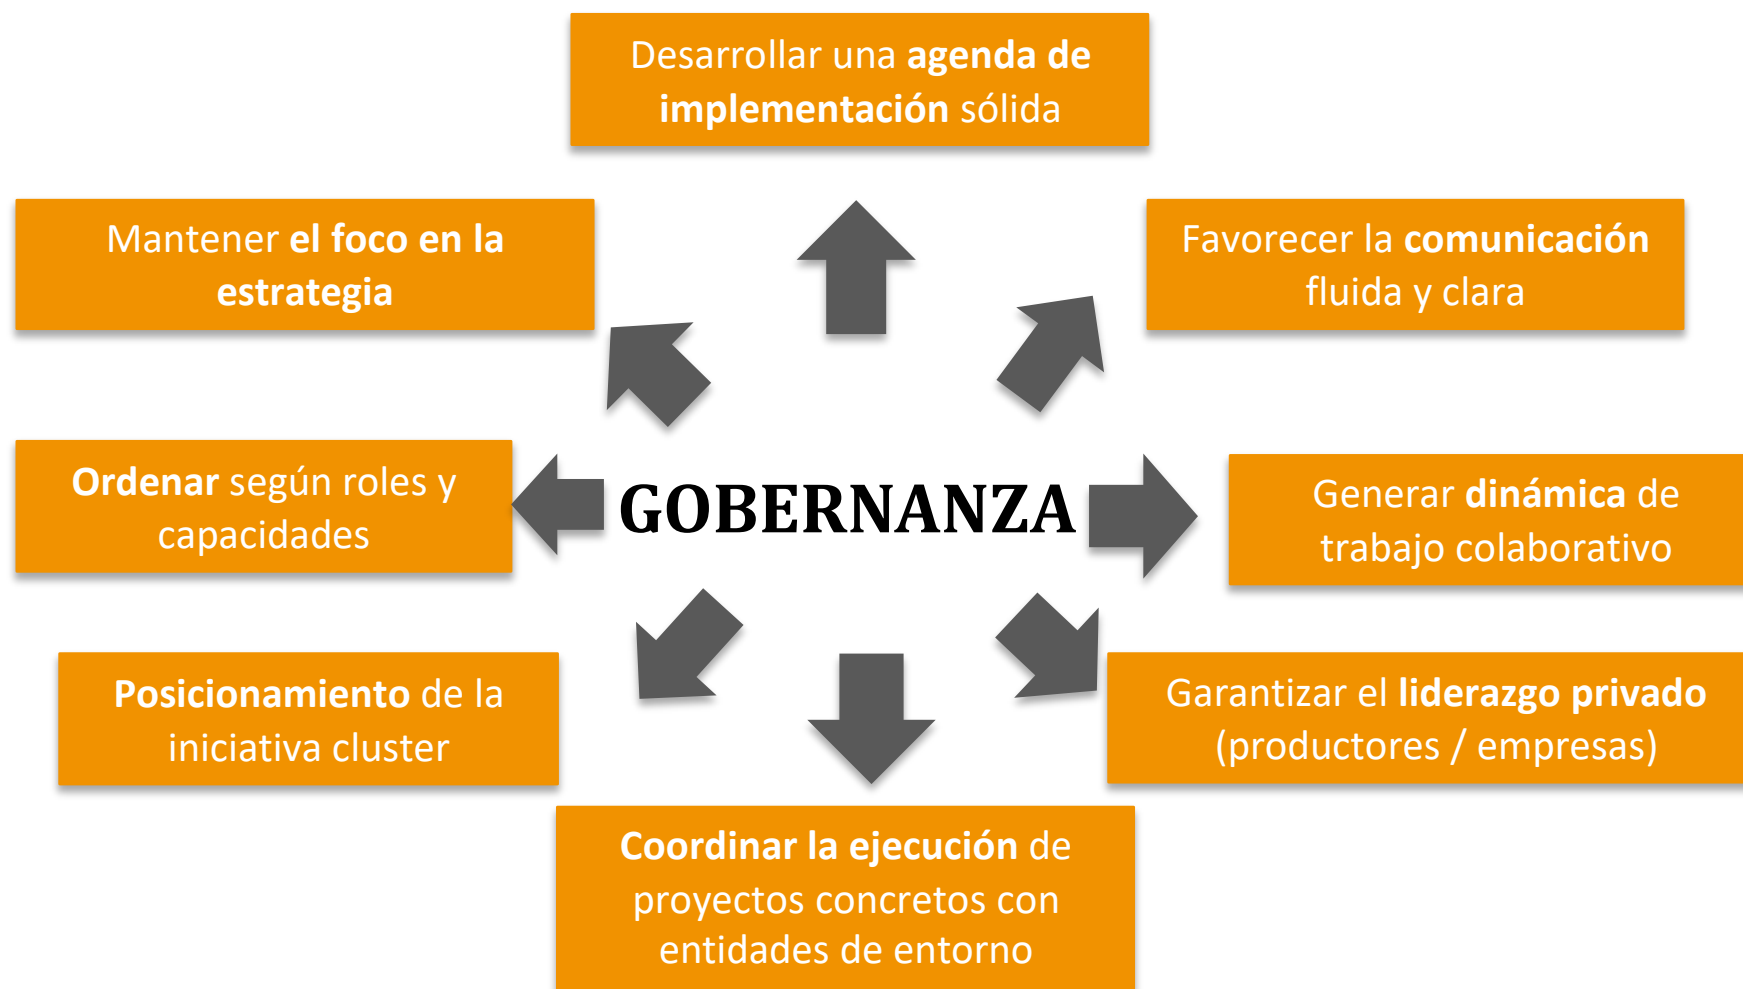 Desarrollar una agenda de
implementación sólida
Mantener el foco en la
estrategia
Favorecer la comunicación
fluida y clara
Ordenar según roles y
capacidades
GOBERNANZA
Generar dinámica de
trabajo colaborativo
Posicionamiento de la
iniciativa cluster
Garantizar el liderazgo privado
(productores / empresas)
Coordinar la ejecución de
proyectos concretos con
entidades de entorno